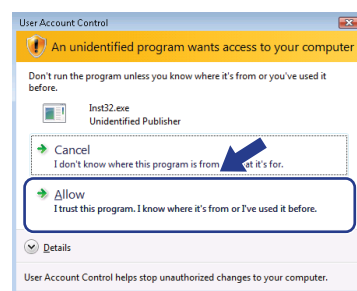 User Account Control
An unidentified program wants access to your computer
Don't run the program unless you know where it's from or you've used it
before.
Inst32.exe
Unidentified Publisher
Cancel
I don't know where this program is from at it's for.
Allow
I trust this program. I know where it's from or I've used it before.
Details
User Account Control helps stop unauthorized changes to your computer.